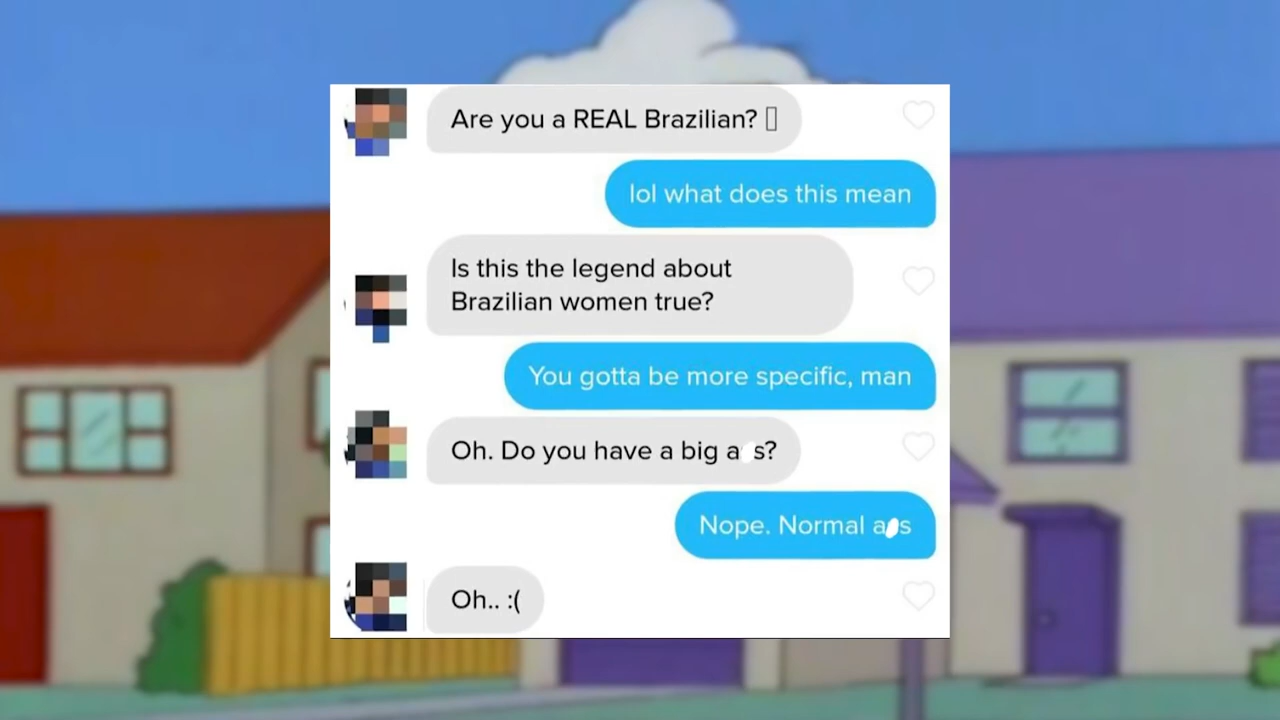 Are you a REAL Brazilian? 
lol what does this mean
Is this the legend about
Brazilian women true?
You gotta be more specific, man
Oh. Do you have a big a s?
Nope. Normal a s
Oh.. :(